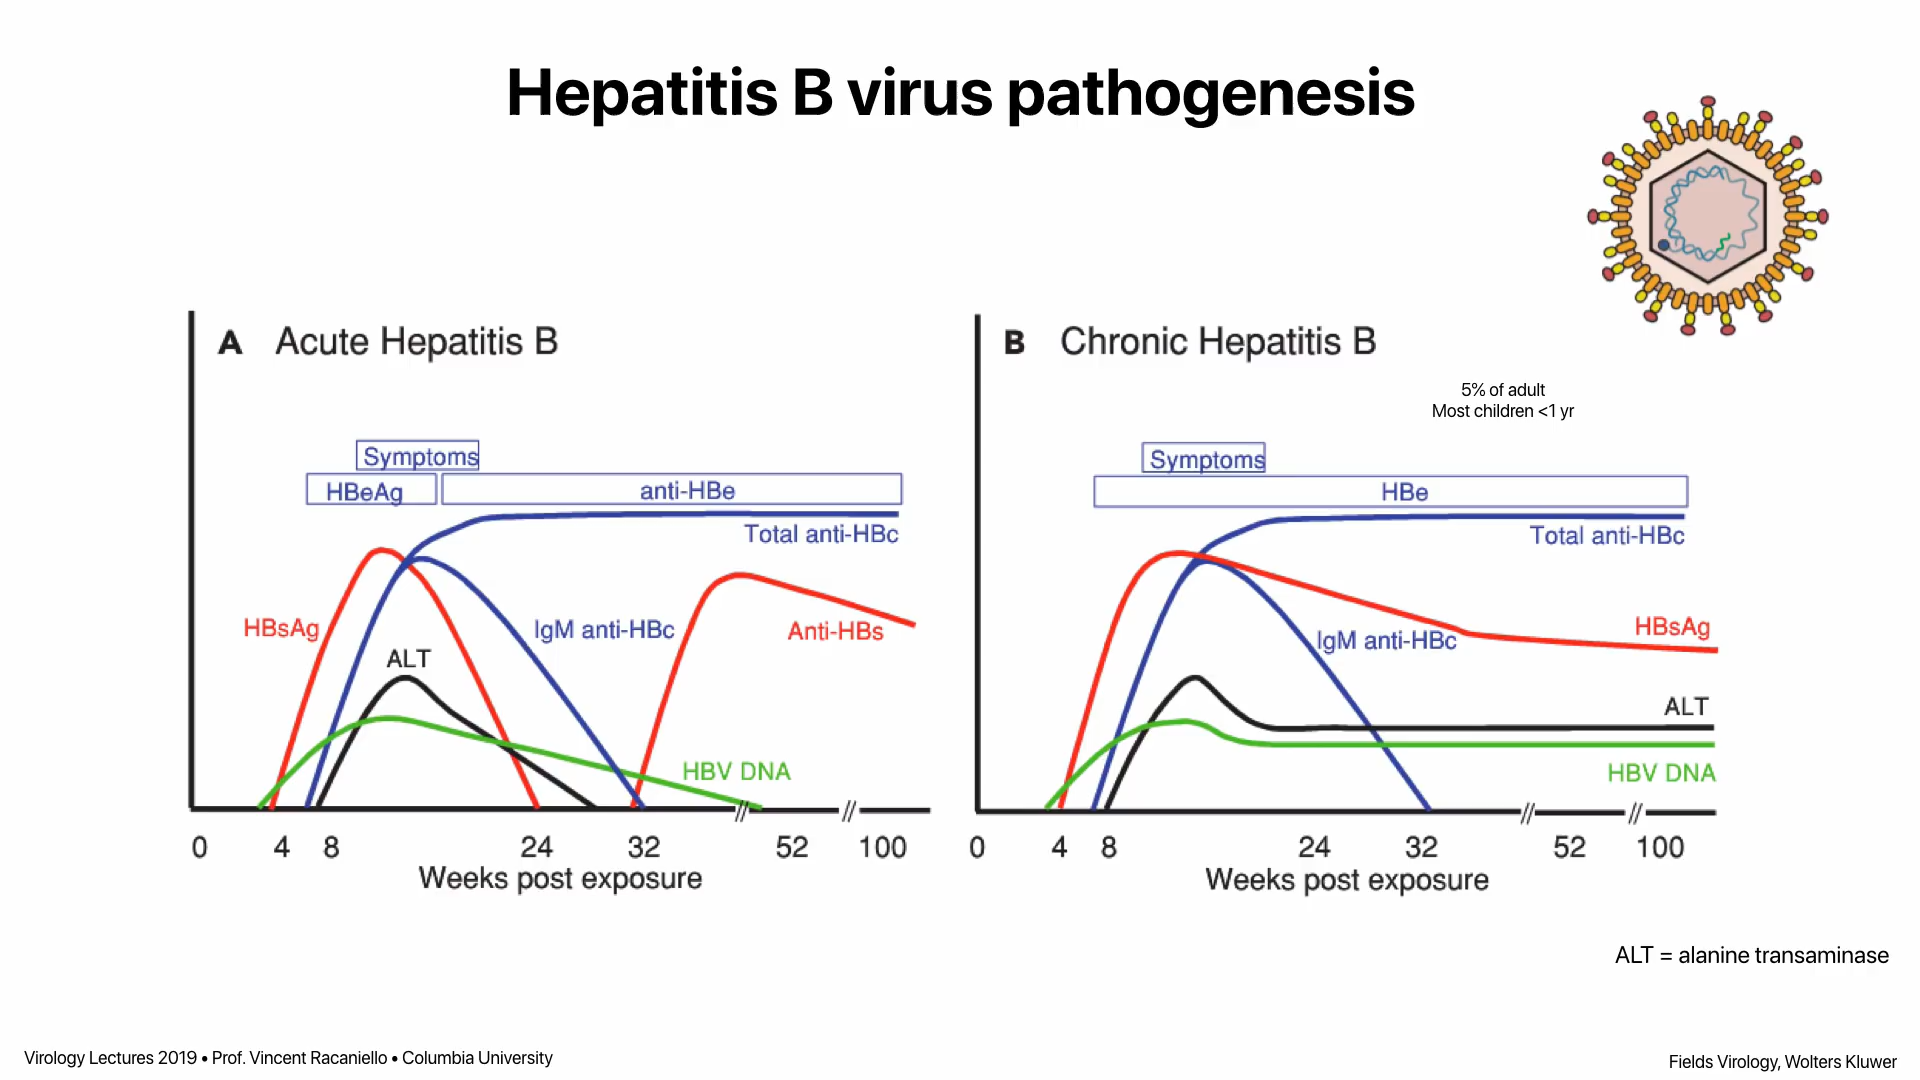 Hepatitis B virus pathogenesis
A Acute Hepatitis B
Symptoms
HBeAg
anti-HBe
Total anti-HBc
HBsAg
IgM anti-HBc
Anti-HBs
ALT
HBV DNA
0 4 8 24 32 52 100
Weeks post exposure
B Chronic Hepatitis B
5% of adult
Most children <1 yr
Symptoms
HBe
Total anti-HBc
HBsAg
IgM anti-HBc
ALT
HBV DNA
0 4 8 24 32 52 100
Weeks post exposure
ALT = alanine transaminase
Virology Lectures 2019 • Prof. Vincent Racaniello • Columbia University
Fields Virology, Wolters Kluwer